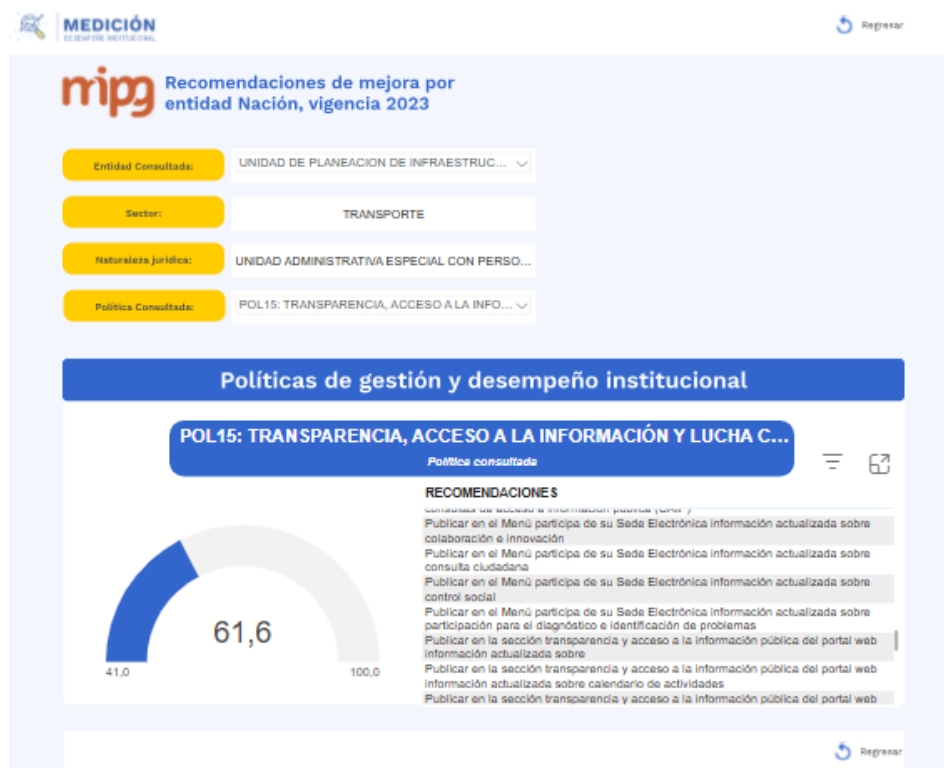 MEDICIÓN
DESEMPEÑO INSTITUCIONAL
Regresar
mipg
Recomendaciones de mejora por
entidad Nación, vigencia 2023
Entidad Consultada:
UNIDAD DE PLANEACION DE INFRAESTRUC...
Sector:
TRANSPORTE
Naturaleza jurídica:
UNIDAD ADMINISTRATIVA ESPECIAL CON PERSO...
Política Consultada:
POL15: TRANSPARENCIA, ACCESO A LA INFO...
Políticas de gestión y desempeño institucional
POL15: TRANSPARENCIA, ACCESO A LA INFORMACIÓN Y LUCHA C...
Política consultada
RECOMENDACIONES
consultas de acceso a información pública
Publicar en el Menú participa de su Sede Electrónica información actualizada sobre
colaboración e innovación
Publicar en el Menú participa de su Sede Electrónica información actualizada sobre
consulta ciudadana
Publicar en el Menú participa de su Sede Electrónica información actualizada sobre
control social
Publicar en el Menú participa de su Sede Electrónica información actualizada sobre
participación para el diagnóstico e identificación de problemas
Publicar en la sección transparencia y acceso a la información pública del portal web
información actualizada sobre
Publicar en la sección transparencia y acceso a la información pública del portal web
información actualizada sobre calendario de actividades
Publicar en la sección transparencia y acceso a la información pública del portal web
61,6
41,0
100,0
Regresar